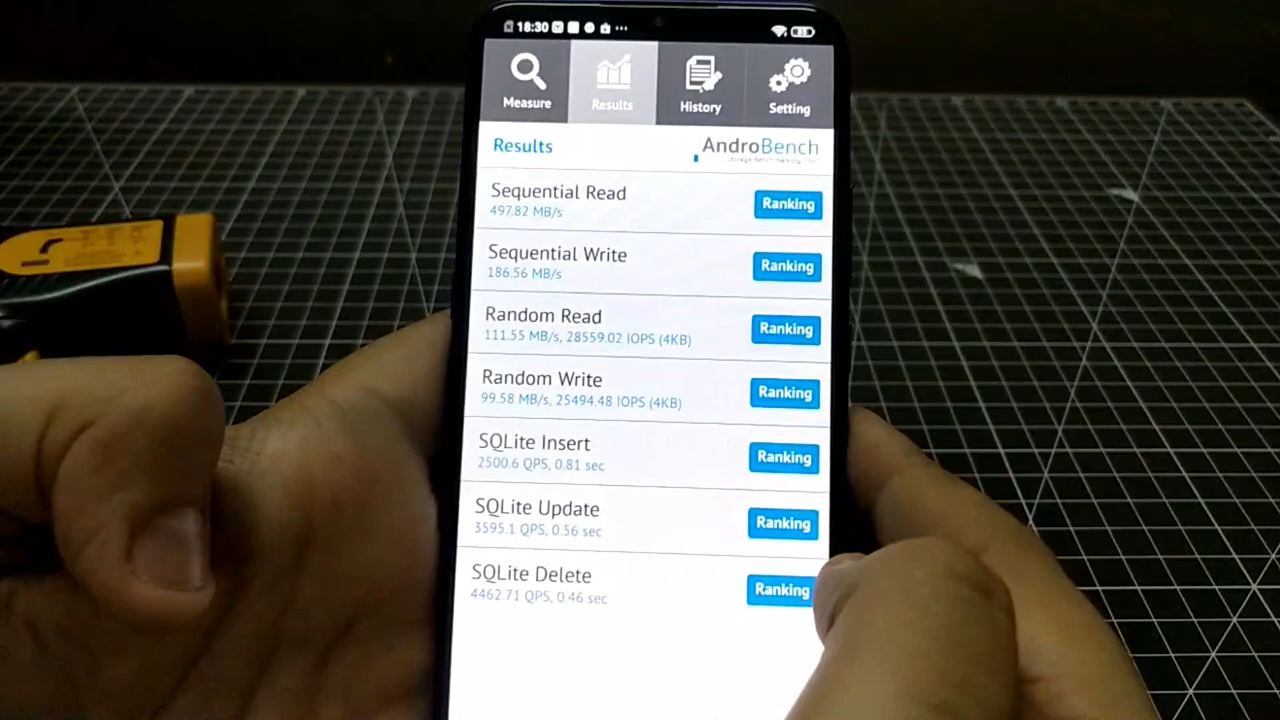 18:30
Measure
Results
History
Setting
Results
AndroBench
Sequential Read
497.82 MB/s
Ranking
Sequential Write
186.56 MB/s
Ranking
Random Read
111.55 MB/s, 28559.02 IOPS (4KB)
Ranking
Random Write
99.58 MB/s, 25494.48 IOPS (4KB)
Ranking
SQLite Insert
2500.6 QPS, 0.81 sec
Ranking
SQLite Update
3595.1 QPS, 0.56 sec
Ranking
SQLite Delete
4462.71 QPS, 0.46 sec
Ranking